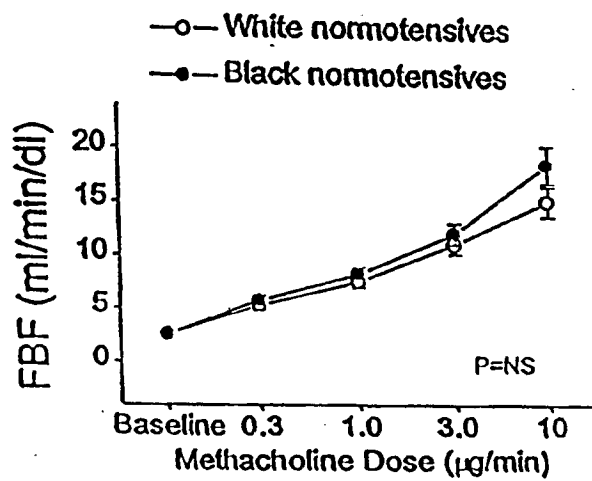 White normotensives
Black normotensives
FBF (ml/min/dl)
20
15
10
5
0
P=NS
Baseline 0.3 1.0 3.0 10
Methacholine Dose (μg/min)